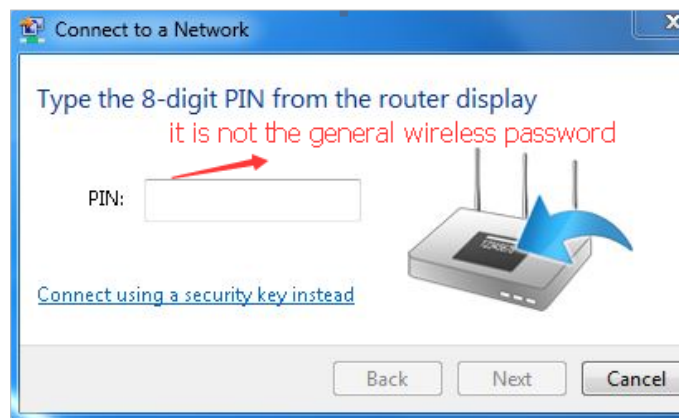 Connect to a Network
Type the 8-digit PIN from the router display
it is not the general wireless password
PIN:
12345670
Connect using a security key instead
Back
Next
Cancel